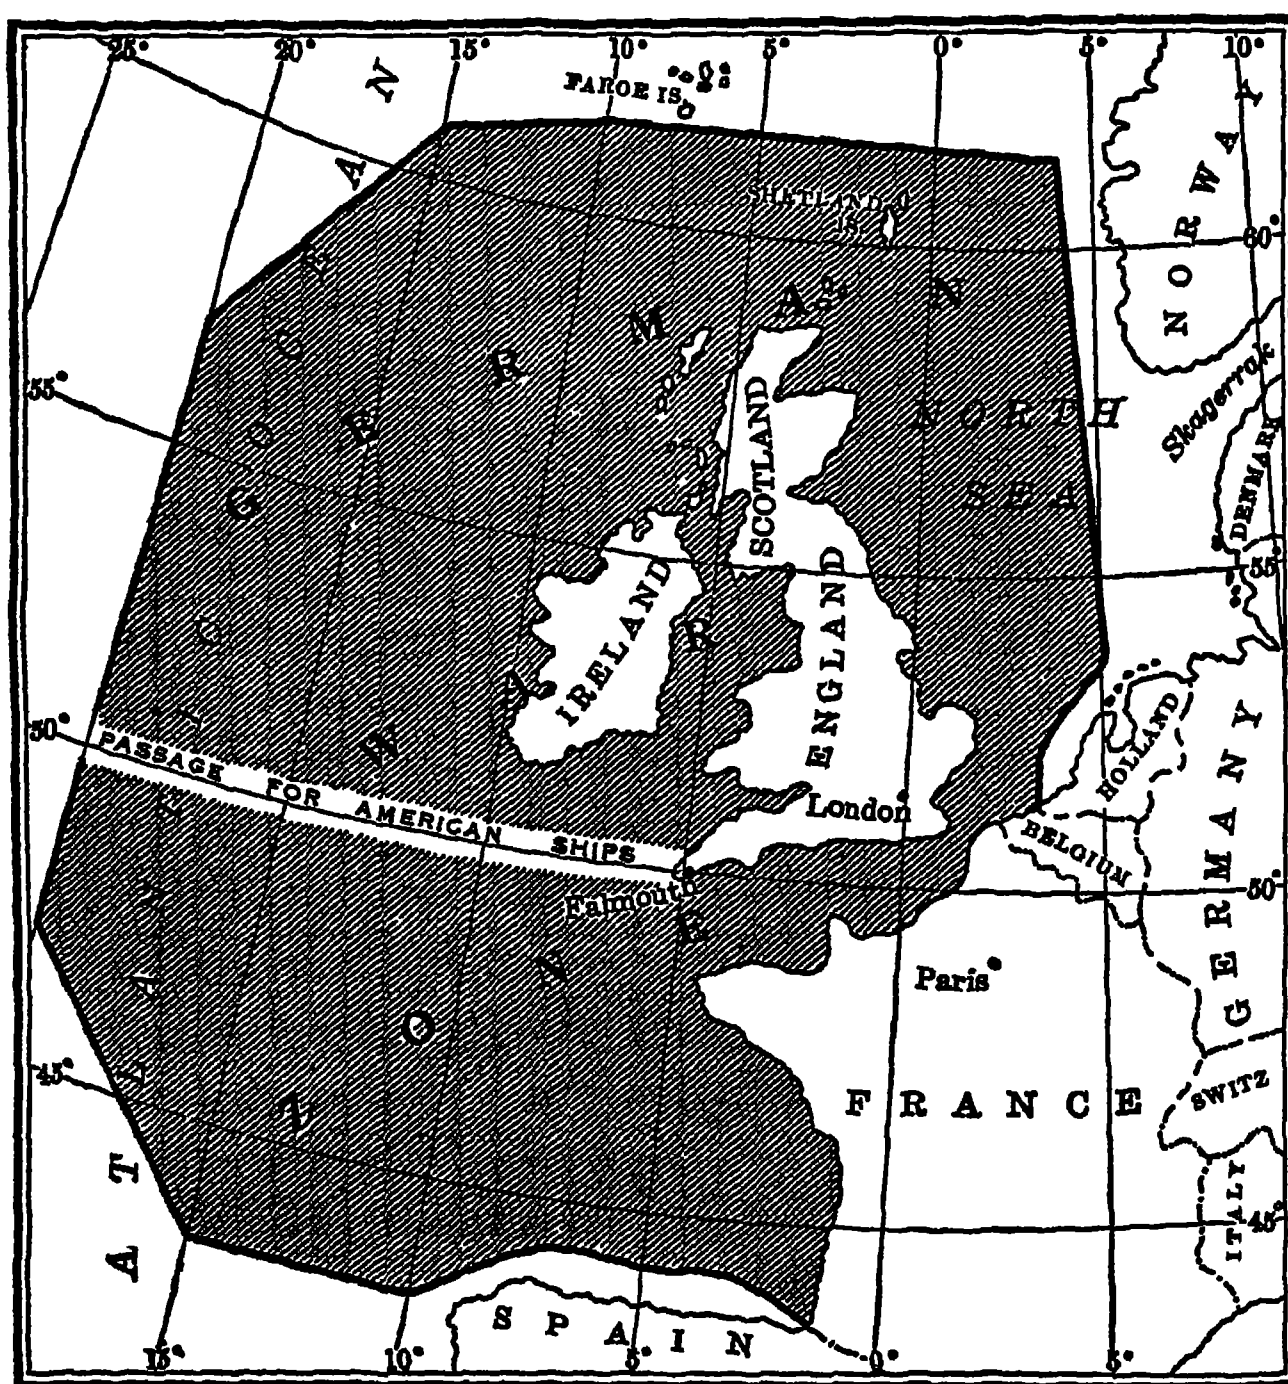 25° 20° 15° 10° 5° 0° 5° 10°
FAROE IS.
SHETLAND
IS.
NORWAY
60°
GERMAN
WAR
ZONE
ATLANTIC OCEAN
NORTH
SEA
Skagerrak
DENMARK
SCOTLAND
55°
55°
IRELAND
ENGLAND
HOLLAND
50°
PASSAGE FOR AMERICAN SHIPS
London
BELGIUM
GERMANY
Falmouth
50°
Paris
45°
FRANCE
SWITZ
ITALY
45°
SPAIN
15° 10° 5° 0° 5°